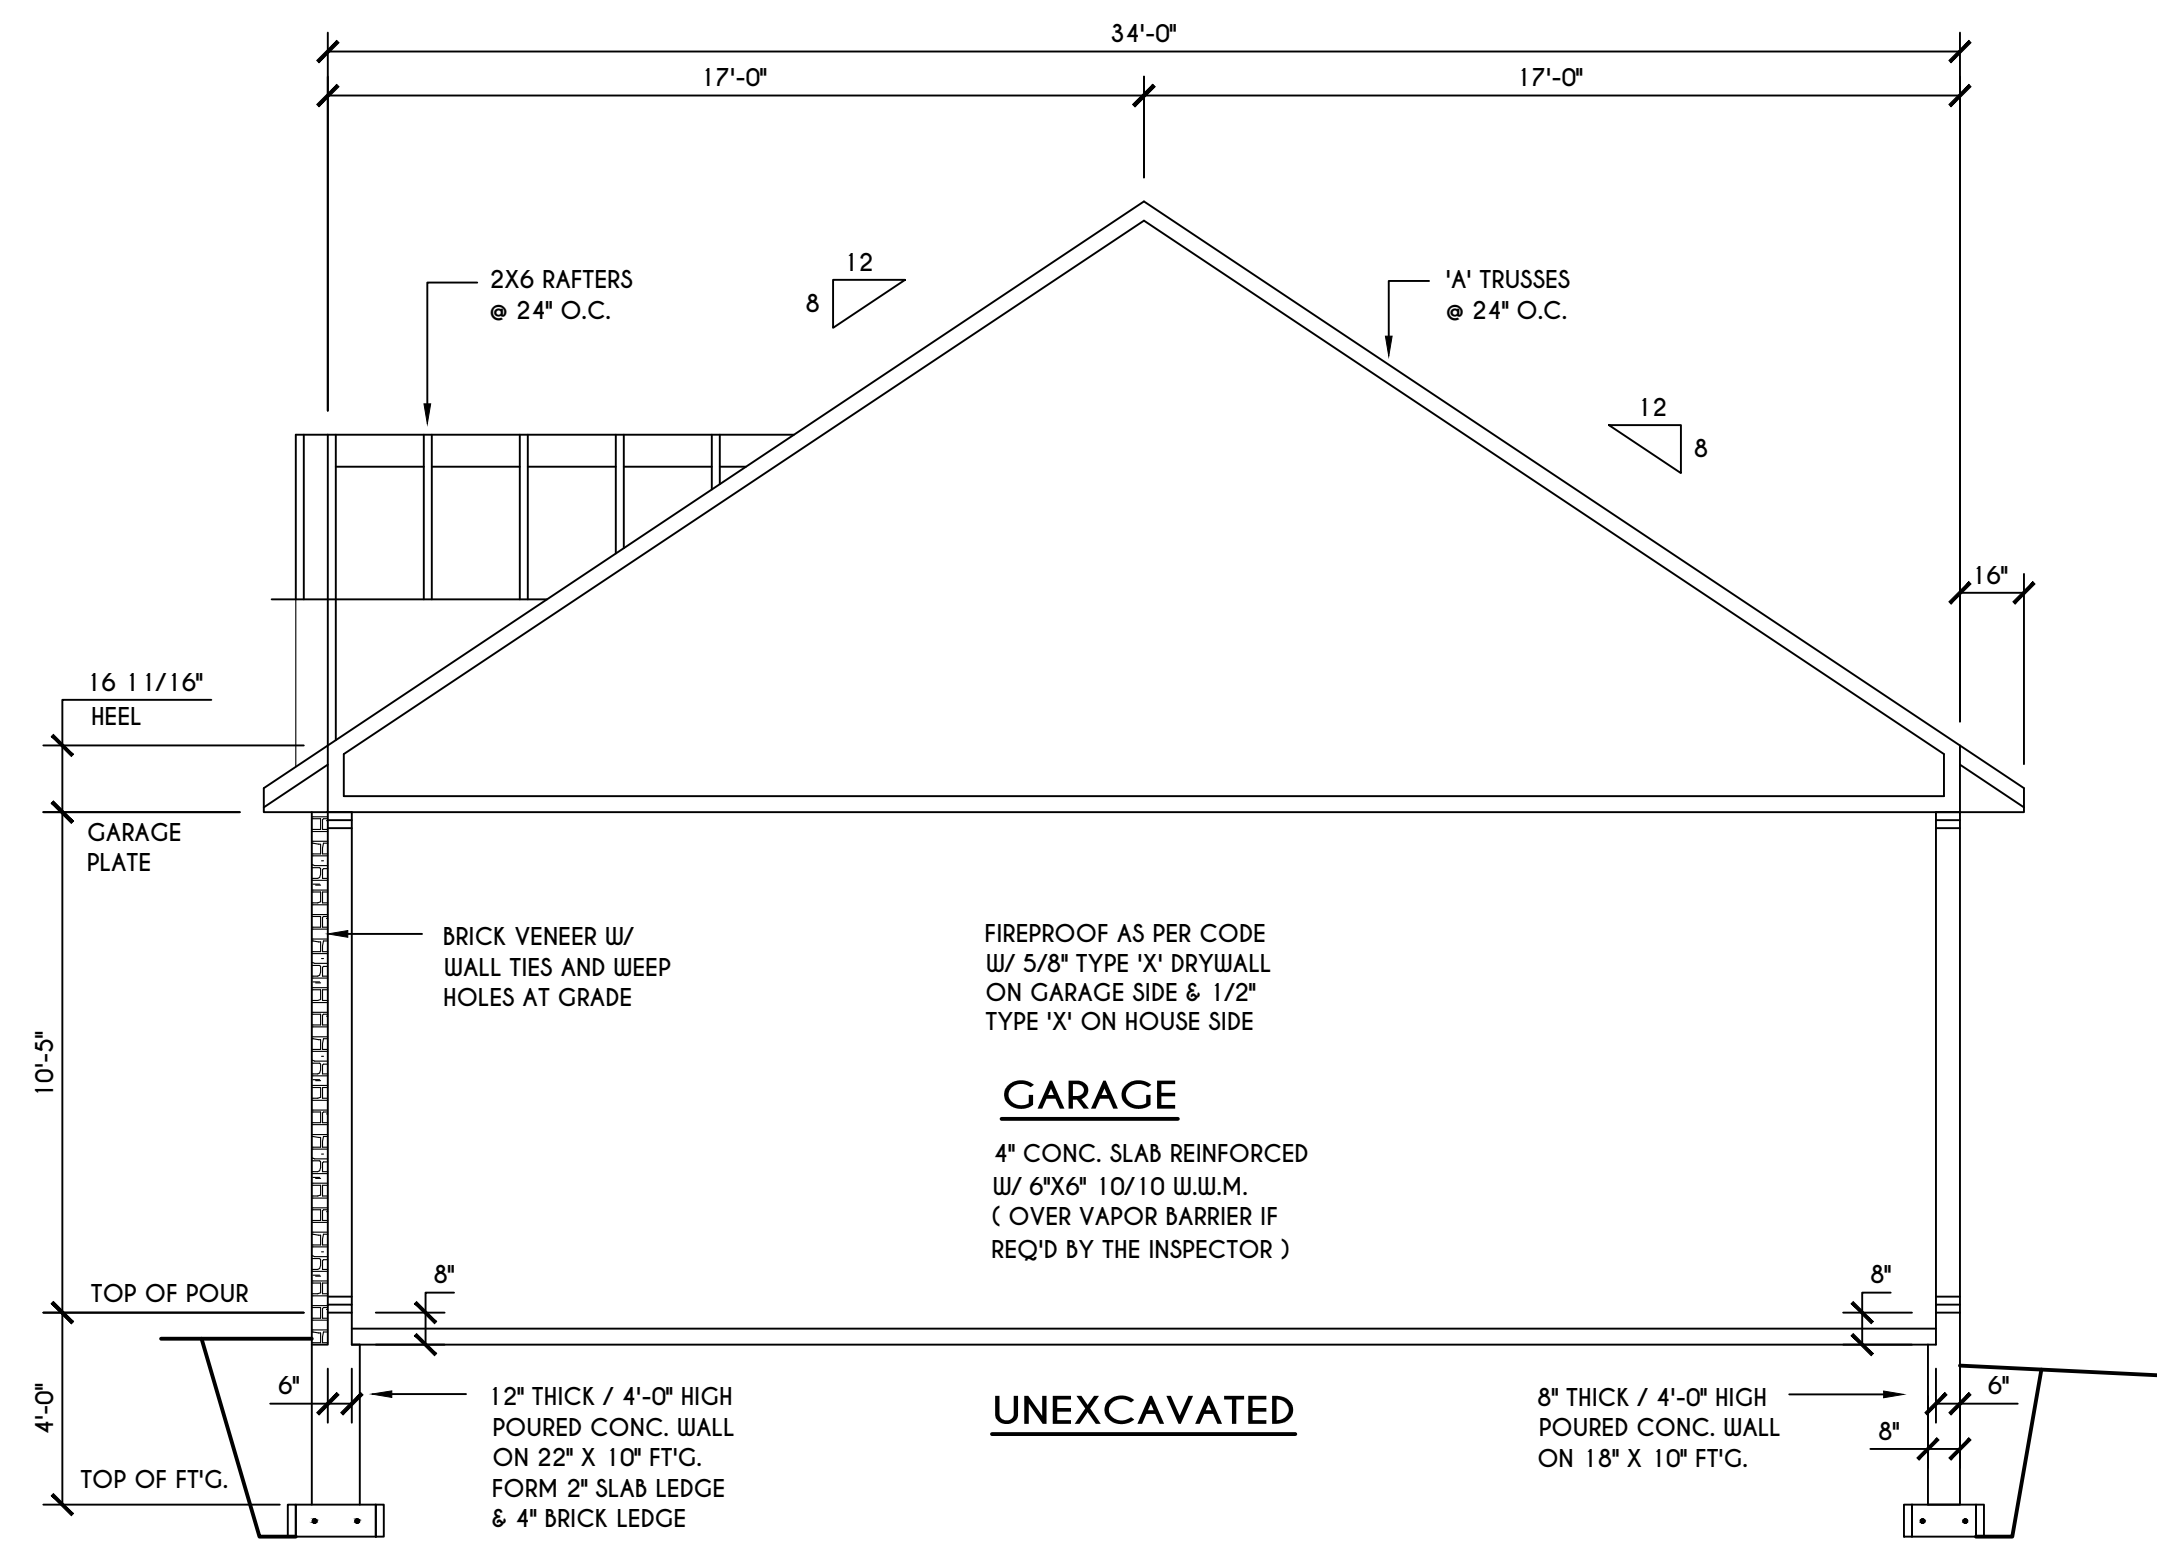 34'-0"
17'-0"
17'-0"
12
8
2X6 RAFTERS
@ 24" O.C.
'A' TRUSSES
@ 24" O.C.
12
8
16"
16 11/16"
HEEL
GARAGE
PLATE
BRICK VENEER W/
WALL TIES AND WEEP
HOLES AT GRADE
FIREPROOF AS PER CODE
W/ 5/8" TYPE 'X' DRYWALL
ON GARAGE SIDE & 1/2"
TYPE 'X' ON HOUSE SIDE
10'-5"
GARAGE
4" CONC. SLAB REINFORCED
W/ 6"X6" 10/10 W.W.M.
( OVER VAPOR BARRIER IF
REQ'D BY THE INSPECTOR )
TOP OF POUR
8"
8"
6"
4'-0"
12" THICK / 4'-0" HIGH
POURED CONC. WALL
ON 22" X 10" FT'G.
FORM 2" SLAB LEDGE
& 4" BRICK LEDGE
UNEXCAVATED
8" THICK / 4'-0" HIGH
POURED CONC. WALL
ON 18" X 10" FT'G.
6"
8"
TOP OF FT'G.